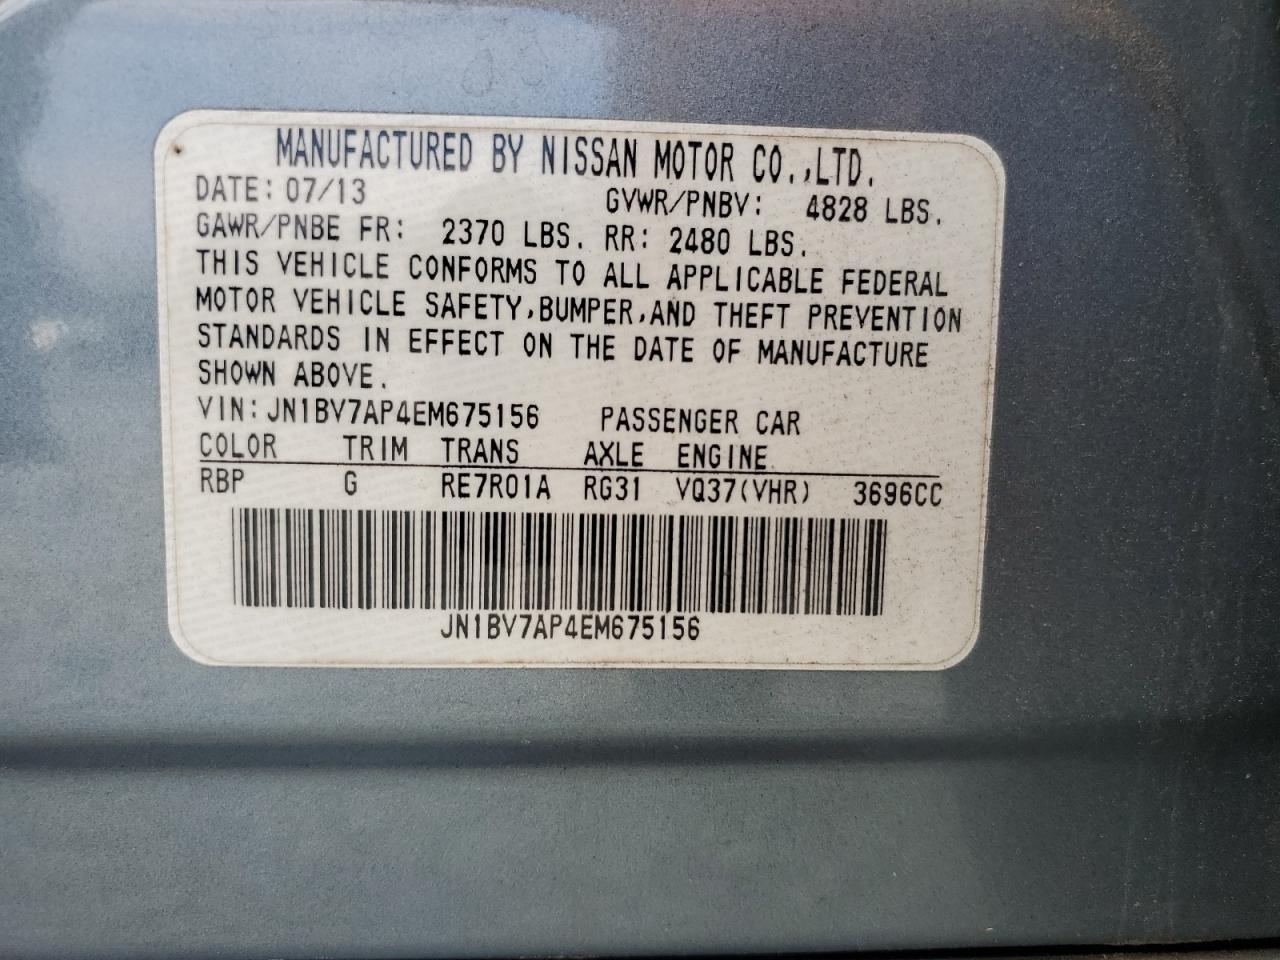 MANUFACTURED BY NISSAN MOTOR CO.,LTD.
DATE: 07/13 GVWR/PNBV: 4828 LBS.
GAWR/PNBE FR: 2370 LBS. RR: 2480 LBS.
THIS VEHICLE CONFORMS TO ALL APPLICABLE FEDERAL
MOTOR VEHICLE SAFETY,BUMPER,AND THEFT PREVENTION
STANDARDS IN EFFECT ON THE DATE OF MANUFACTURE
SHOWN ABOVE.
VIN:JN1BV7AP4EM675156 PASSENGER CAR
COLOR TRIM TRANS AXLE ENGINE
RBP G RE7R01A RG31 VQ37(VHR) 3696CC
JN1BV7AP4EM675156